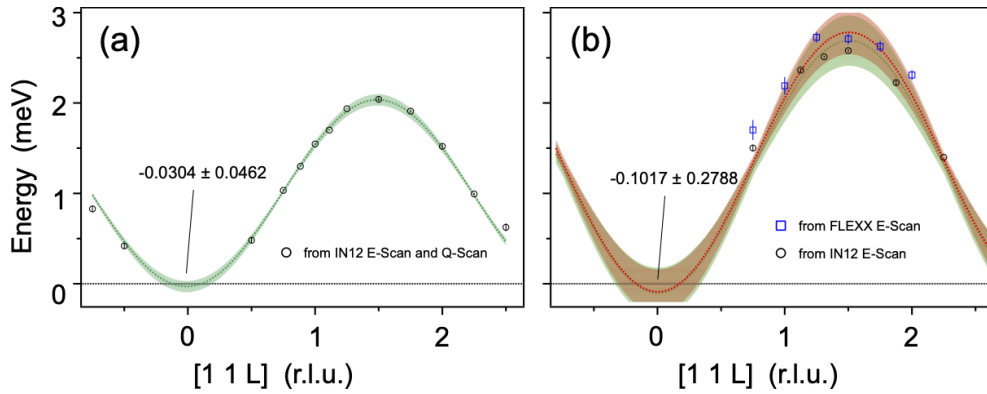 (a)
(b)
Energy (meV)
3
2
1
0
-0.0304 ± 0.0462
from IN12 E-Scan and Q-Scan
0
1
2
[1 1 L] (r.l.u.)
-0.1017 ± 0.2788
from FLEXX E-Scan
from IN12 E-Scan
0
1
2
[1 1 L] (r.l.u.)